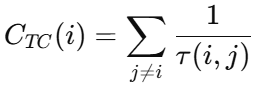 C_{TC}(i) = \sum_{j \neq i} \frac{1}{\tau(i, j)}